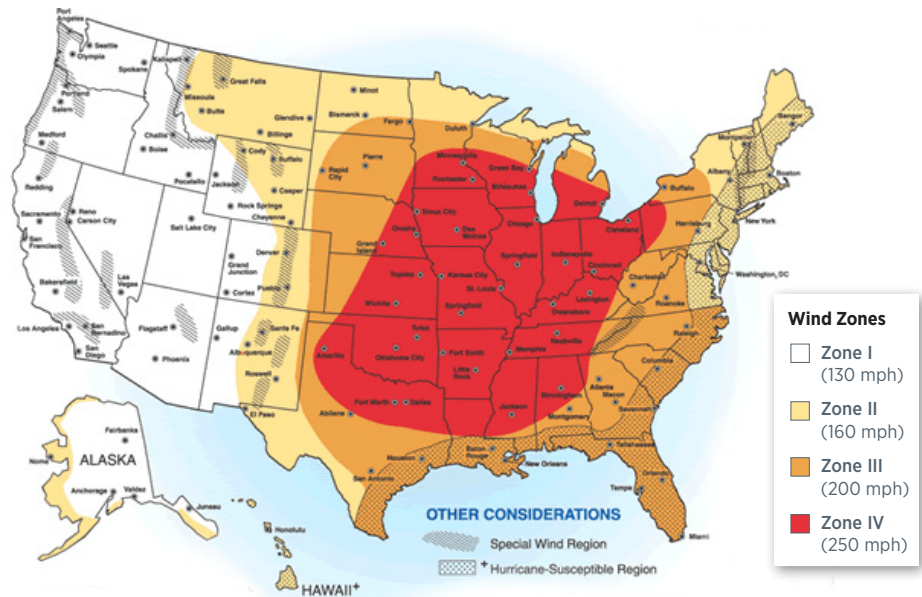 Port
Angeles
Seattle
Olympia
Spokane
Kalispell
Great Falls
Missoula
Butte
Portland
Salem
Medford
Challis
Boise
Pocatello
Glendive
Billings
Cody
Buffalo
Jackson
Casper
Rock Springs
Cheyenne
Minot
Bismarck
Fargo
Duluth
Pierre
Rapid
City
Minneapolis
Rochester
Green Bay
Milwaukee
Sioux City
Des
Moines
Omaha
Grand
Island
Chicago
Detroit
Cleveland
Buffalo
Harrisburg
Albany
Montpelier
Bangor
Boston
New York
Washington, DC
Redding
Sacramento
Reno
Carson City
San
Francisco
Salt Lake City
Grand
Junction
Denver
Pueblo
Cortez
Las
Vegas
Bakersfield
Los Angeles
San
Bernadino
San
Diego
Flagstaff
Phoenix
Gallup
Santa Fe
Albuquerque
Roswell
El Paso
Topeka
Kansas City
Wichita
St. Louis
Springfield
Springfield
Indianapolis
Cincinnati
Charleston
Roanoke
Lexington
Owensboro
Raleigh
Nashville
Memphis
Columbia
Tulsa
Oklahoma City
Amarillo
Fort Smith
Little
Rock
Fort Worth
Dallas
Abilene
Jackson
Birmingham
Montgomery
Atlanta
Macon
Savannah
Tallahassee
Houston
San Antonio
Baton
Rouge
New Orleans
Orlando
Tampa
Miami
Fairbanks
ALASKA
Nome
Anchorage
Valdez
Juneau
Honolulu
HAWAII+
OTHER CONSIDERATIONS
Special Wind Region
+ Hurricane-Susceptible Region
Wind Zones
Zone I
(130 mph)
Zone II
(160 mph)
Zone III
(200 mph)
Zone IV
(250 mph)